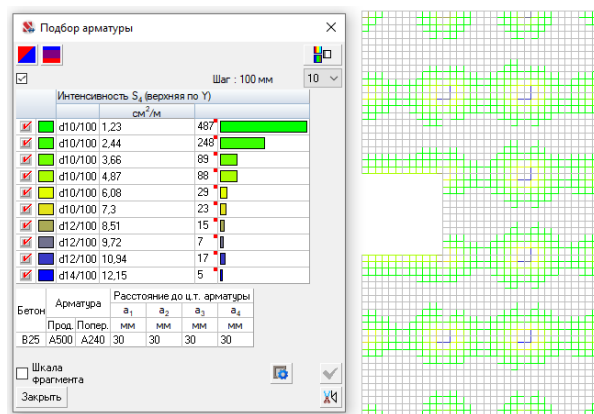 Подбор арматуры
Шаг : 100 мм 10
Интенсивность S4 (верхняя по Y)
см²/м
d10/100 1,23 487
d10/100 2,44 248
d10/100 3,66 89
d10/100 4,87 88
d10/100 6,08 29
d10/100 7,3 23
d12/100 8,51 15
d12/100 9,72 7
d12/100 10,94 17
d14/100 12,15 5
Бетон Арматура Расстояние до ц.т. арматуры
a1 a2 a3 a4
Прод. Попер. мм мм мм мм
B25 A500 A240 30 30 30 30
Шкала
фрагмента
Закрыть